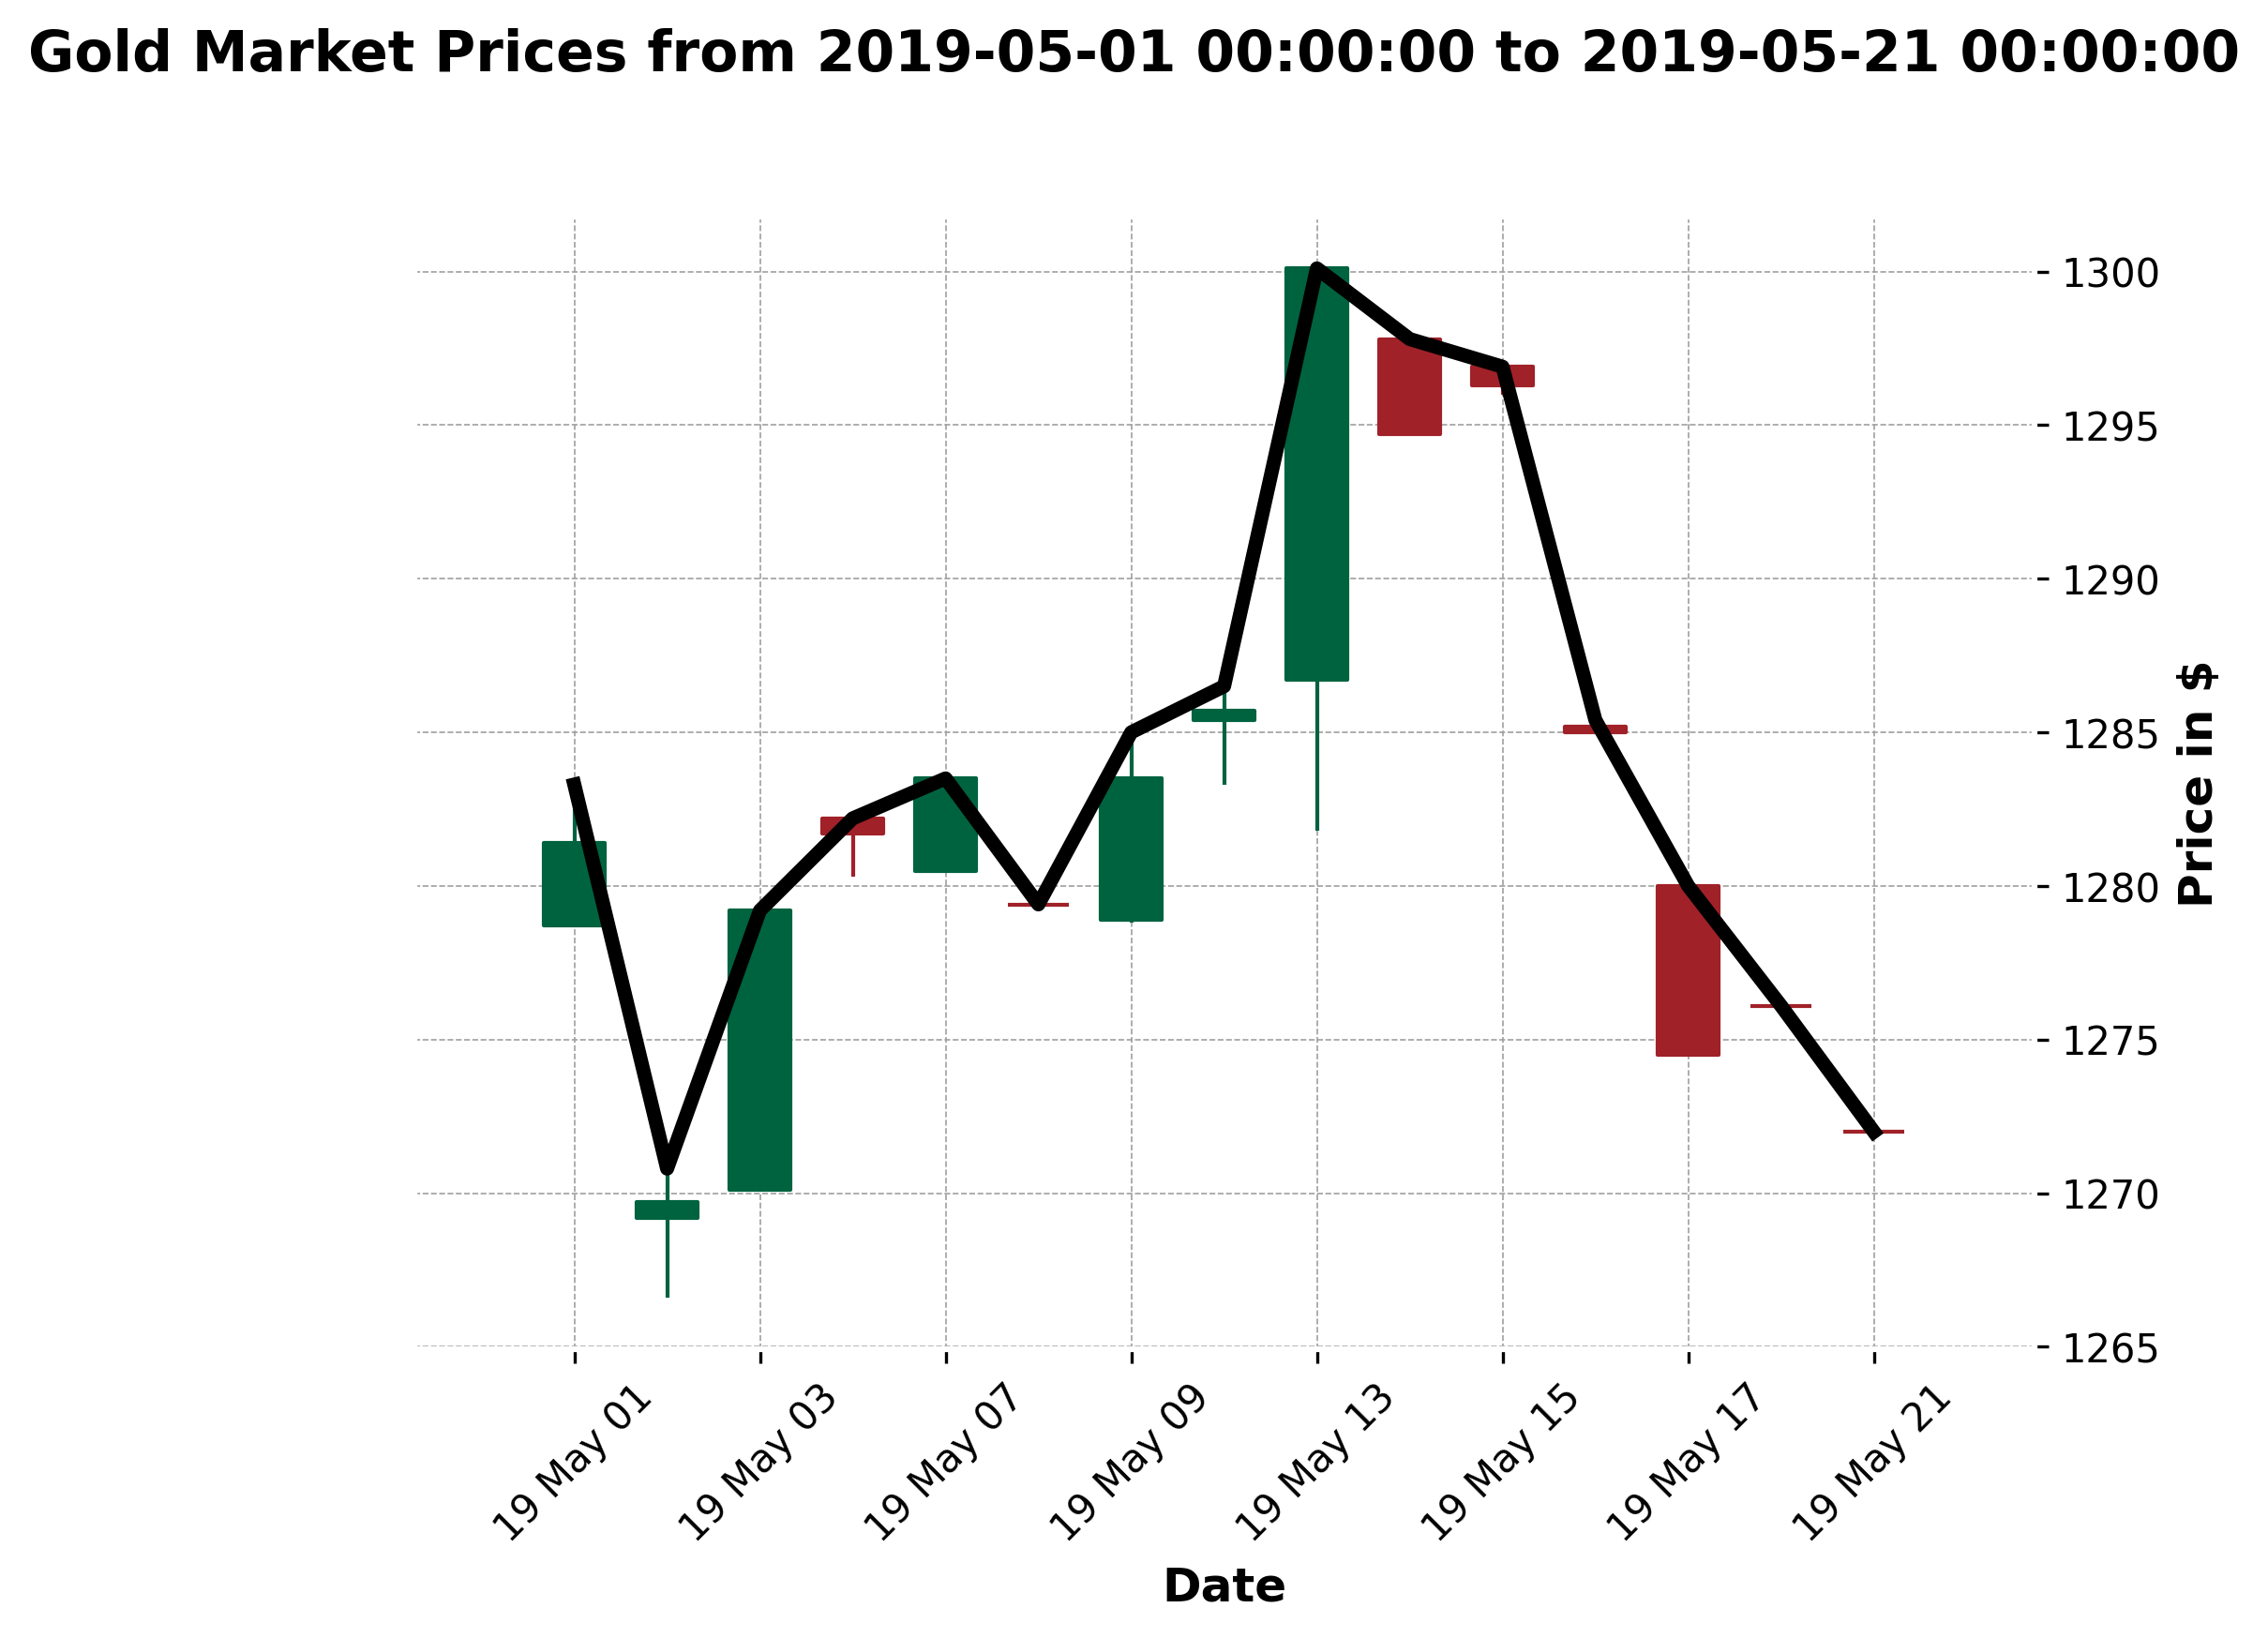 Gold Market Prices from 2019-05-01 00:00:00 to 2019-05-21 00:00:00
1300
1295
1290
1285
1280
1275
1270
1265
Price in $
19 May 01
19 May 03
19 May 07
19 May 09
19 May 13
19 May 15
19 May 17
19 May 21
Date